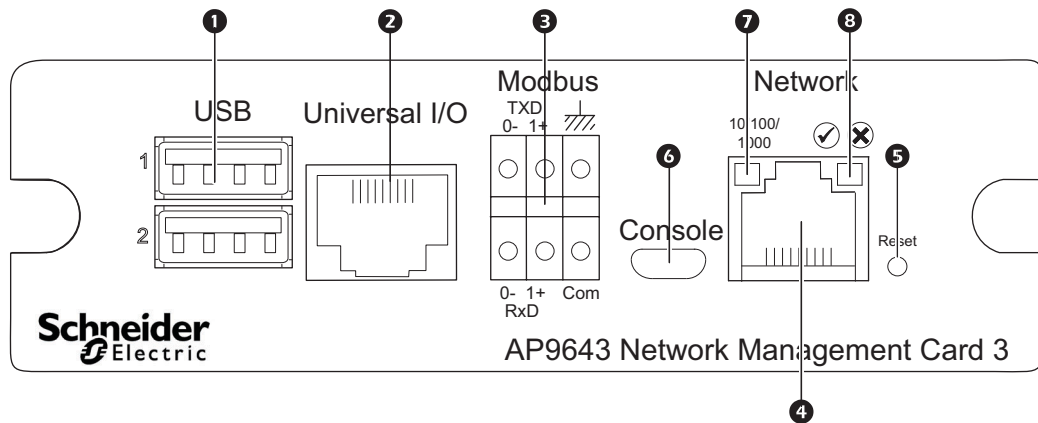 1 2 3 7 8
Modbus Network
USB Universal I/O TXD 10/100/ ✓ ✖
0- 1+ 1000
1
6 5
Console Reset
2
0- 1+ Com
RxD
Schneider
Electric
AP9643 Network Management Card 3
4